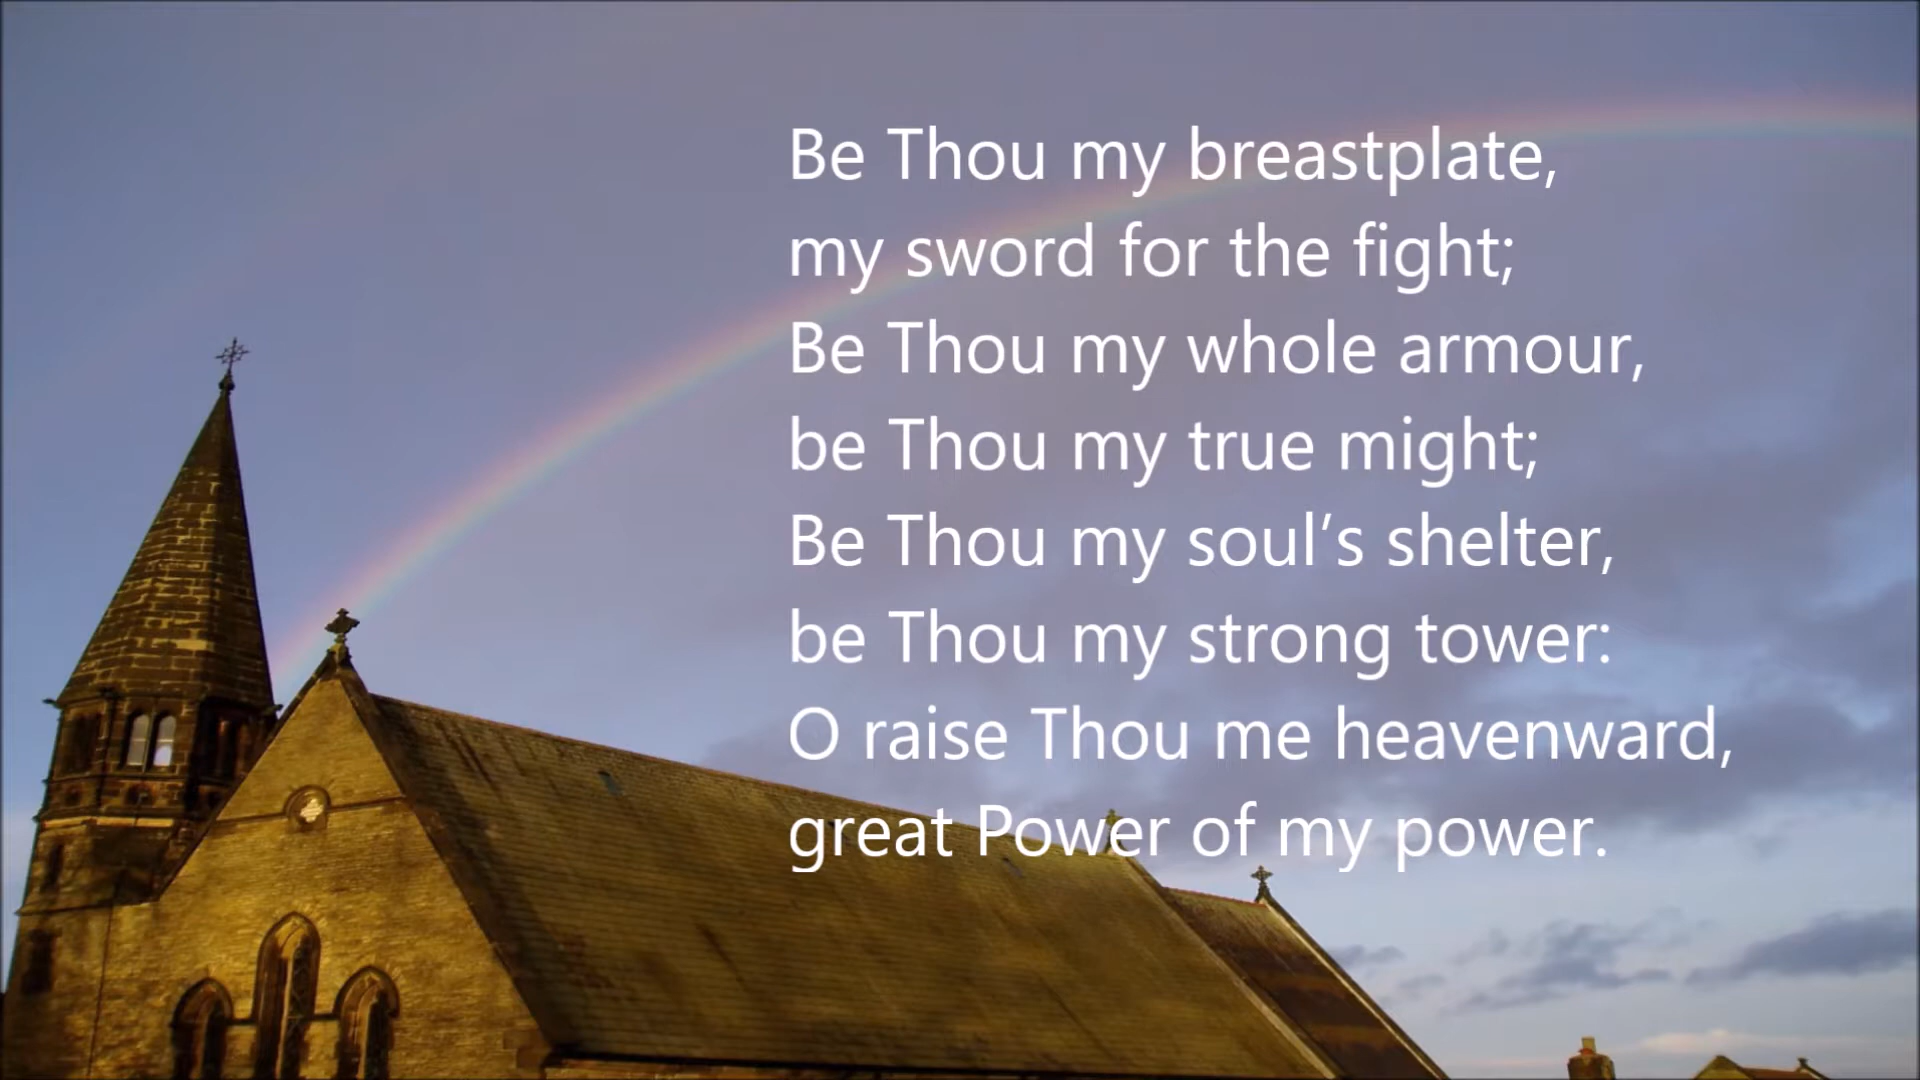 Be Thou my breastplate,
my sword for the fight;
Be Thou my whole armour,
be Thou my true might;
Be Thou my soul’s shelter,
be Thou my strong tower:
O raise Thou me heavenward,
great Power of my power.